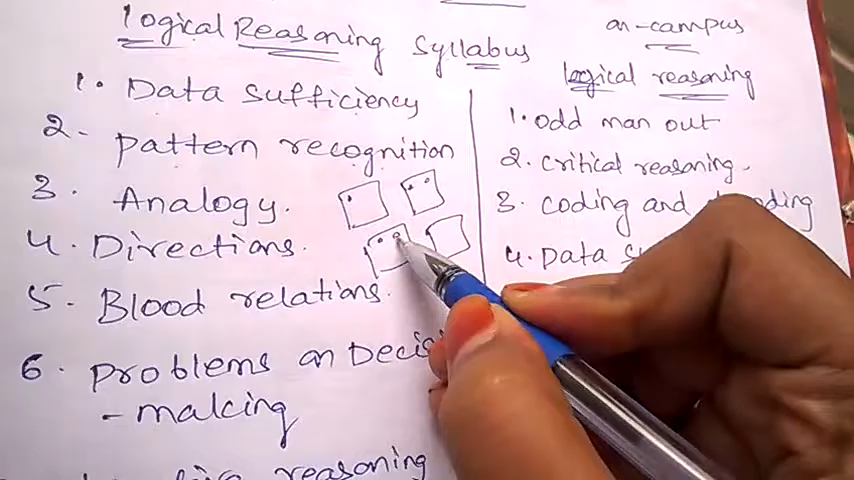 logical Reasoning Syllabus
1. Data sufficiency
2. pattern recognition
3. Analogy.
4. Directions.
5. Blood relations.
6. problems on
- making
reasoning
on-campus
logical reasoning
1. odd man out
2. critical reasoning.
3. coding and
4. Data